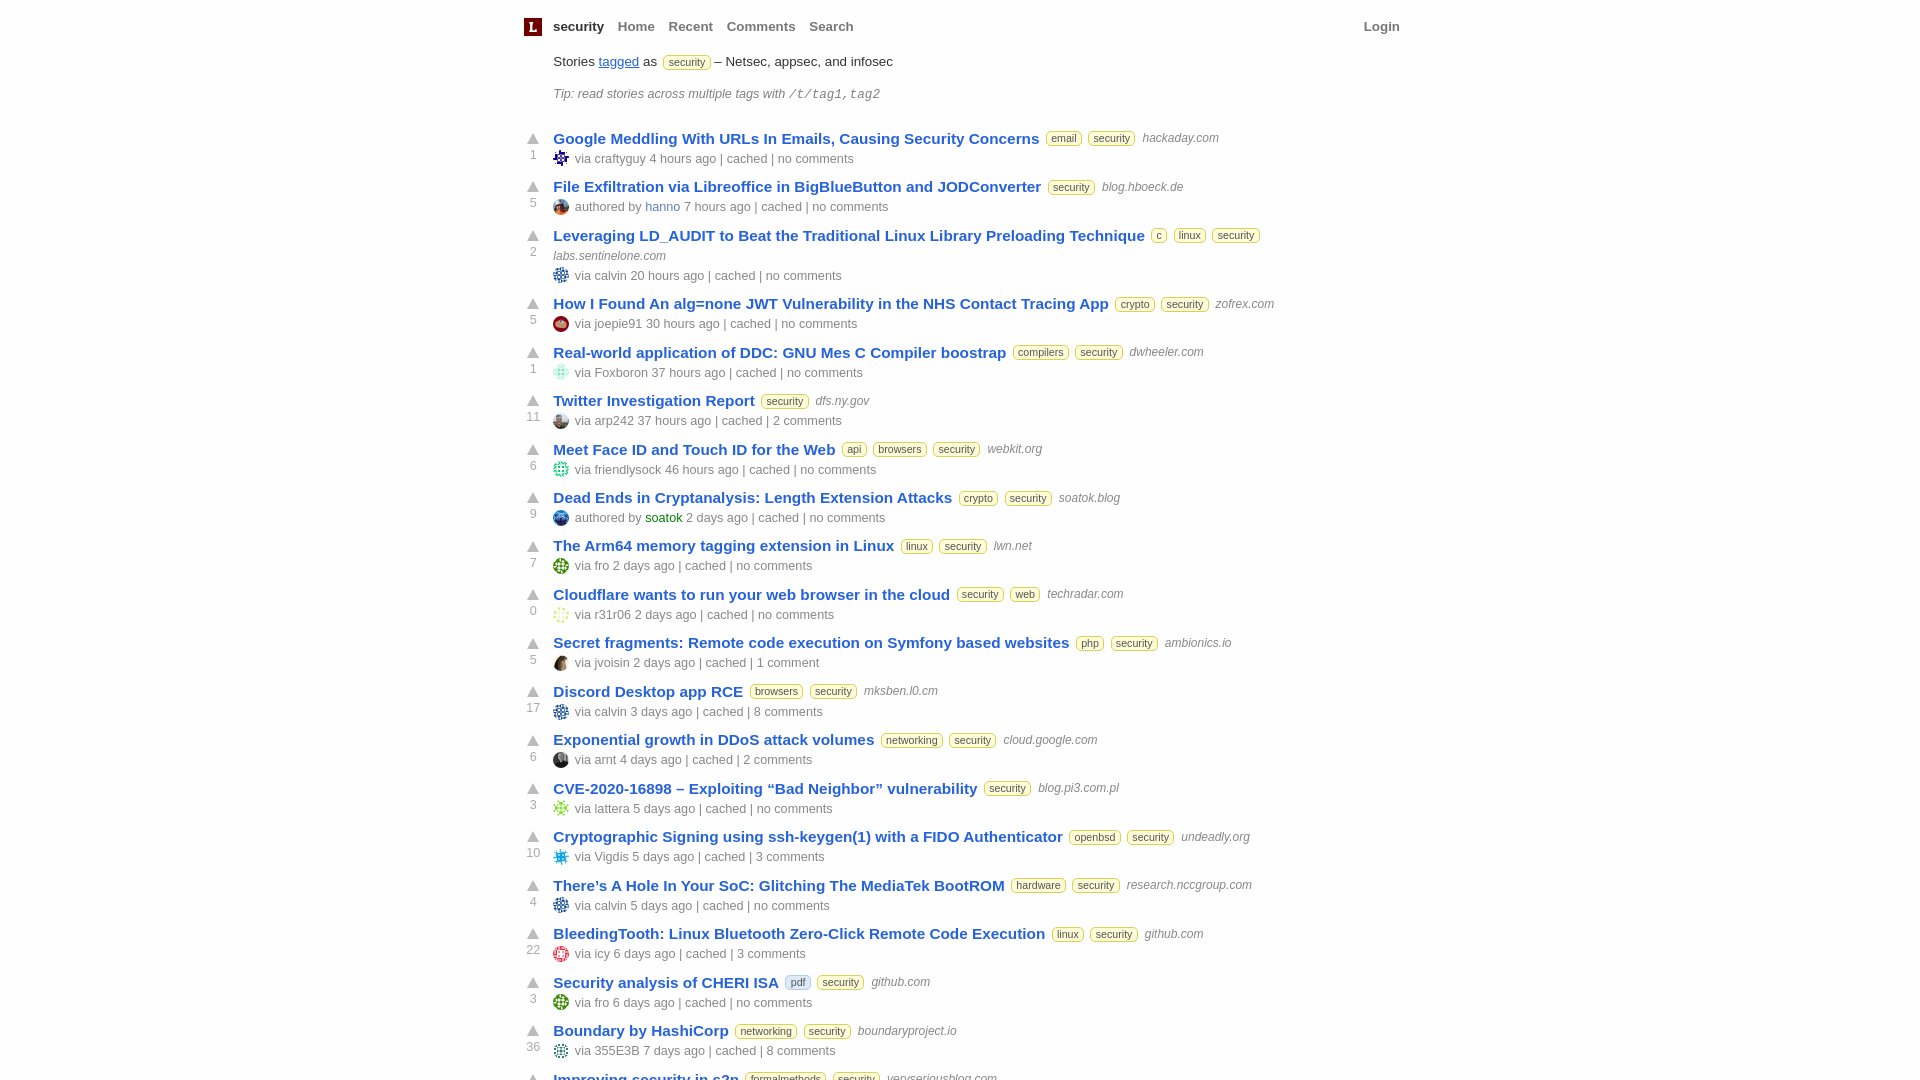 L security Home Recent Comments Search Login
Stories tagged as security – Netsec, appsec, and infosec
Tip: read stories across multiple tags with /t/tag1,tag2
Google Meddling With URLs In Emails, Causing Security Concerns email security hackaday.com
1 via craftyguy 4 hours ago | cached | no comments
File Exfiltration via Libreoffice in BigBlueButton and JODConverter security blog.hboeck.de
5 authored by hanno 7 hours ago | cached | no comments
Leveraging LD_AUDIT to Beat the Traditional Linux Library Preloading Technique c linux security
2 labs.sentinelone.com
via calvin 20 hours ago | cached | no comments
How I Found An alg=none JWT Vulnerability in the NHS Contact Tracing App crypto security zofrex.com
5 via joepie91 30 hours ago | cached | no comments
Real-world application of DDC: GNU Mes C Compiler boostrap compilers security dwheeler.com
1 via Foxboron 37 hours ago | cached | no comments
Twitter Investigation Report security dfs.ny.gov
11 via arp242 37 hours ago | cached | 2 comments
Meet Face ID and Touch ID for the Web api browsers security webkit.org
6 via friendlysock 46 hours ago | cached | no comments
Dead Ends in Cryptanalysis: Length Extension Attacks crypto security soatok.blog
9 authored by soatok 2 days ago | cached | no comments
The Arm64 memory tagging extension in Linux linux security lwn.net
7 via fro 2 days ago | cached | no comments
Cloudflare wants to run your web browser in the cloud security web techradar.com
0 via r31r06 2 days ago | cached | no comments
Secret fragments: Remote code execution on Symfony based websites php security ambionics.io
5 via jvoisin 2 days ago | cached | 1 comment
Discord Desktop app RCE browsers security mksben.l0.cm
17 via calvin 3 days ago | cached | 8 comments
Exponential growth in DDoS attack volumes networking security cloud.google.com
6 via arnt 4 days ago | cached | 2 comments
CVE-2020-16898 – Exploiting “Bad Neighbor” vulnerability security blog.pi3.com.pl
3 via lattera 5 days ago | cached | no comments
Cryptographic Signing using ssh-keygen(1) with a FIDO Authenticator openbsd security undeadly.org
10 via Vigdis 5 days ago | cached | 3 comments
There’s A Hole In Your SoC: Glitching The MediaTek BootROM hardware security research.nccgroup.com
4 via calvin 5 days ago | cached | no comments
BleedingTooth: Linux Bluetooth Zero-Click Remote Code Execution linux security github.com
22 via icy 6 days ago | cached | 3 comments
Security analysis of CHERI ISA pdf security github.com
3 via fro 6 days ago | cached | no comments
Boundary by HashiCorp networking security boundaryproject.io
36 via 355E3B 7 days ago | cached | 8 comments
Improving security in s2n formalmethods security veryseriousblog.com